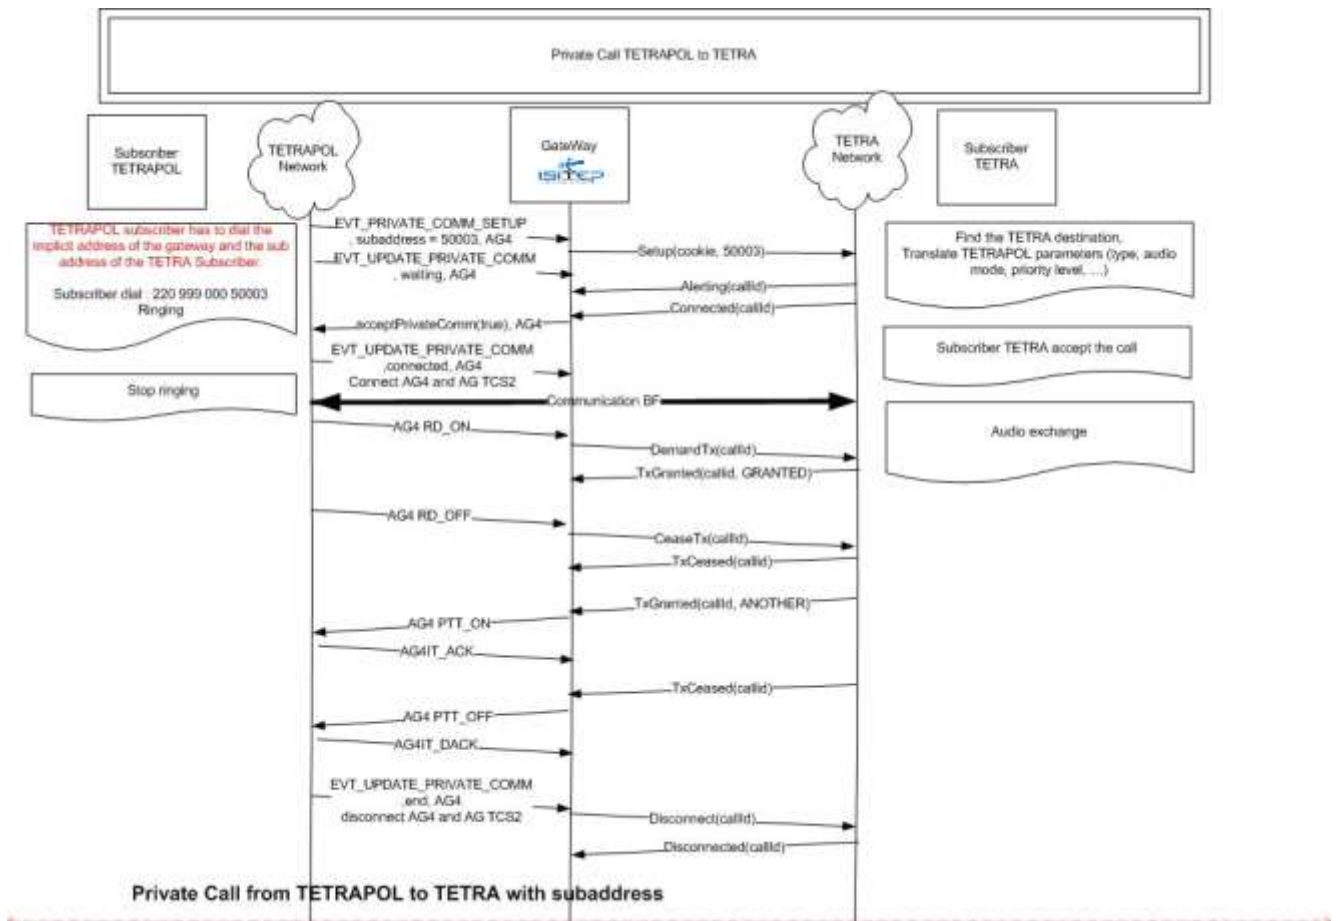 Private Call TETRAPOL to TETRA
Subscriber
TETRAPOL
TETRAPOL
Network
GateWay
ISITEP
TETRA
Network
Subscriber
TETRA
TETRAPOL subscriber has to dial the
implicit address of the gateway and the sub
address of the TETRA Subscriber.
Subscriber dial : 220 999 000 50003
Ringing
EVT_PRIVATE_COMM_SETUP
, subaddress = 50003, AG4
Setup(cookie, 50003)
Find the TETRA destination,
Translate TETRAPOL parameters (type, audio
mode, priority level, ....)
EVT_UPDATE_PRIVATE_COMM
, waiting, AG4
Alerting(callId)
Connected(callId)
acceptPrivateComm(true), AG4
Subscriber TETRA accept the call
EVT_UPDATE_PRIVATE_COMM
,connected, AG4
Connect AG4 and AG TCS2
Stop ringing
Communication BF
Audio exchange
AG4 RD_ON
DemandTx(callId)
TxGranted(callId, GRANTED)
AG4 RD_OFF
CeaseTx(callId)
TxCeased(callId)
TxGranted(callId, ANOTHER)
AG4 PTT_ON
AG4IT_ACK
TxCeased(callId)
AG4 PTT_OFF
AG4IT_DACK
EVT_UPDATE_PRIVATE_COMM
,end, AG4
disconnect AG4 and AG TCS2
Disconnect(callId)
Disconnected(callId)
Private Call from TETRAPOL to TETRA with subaddress